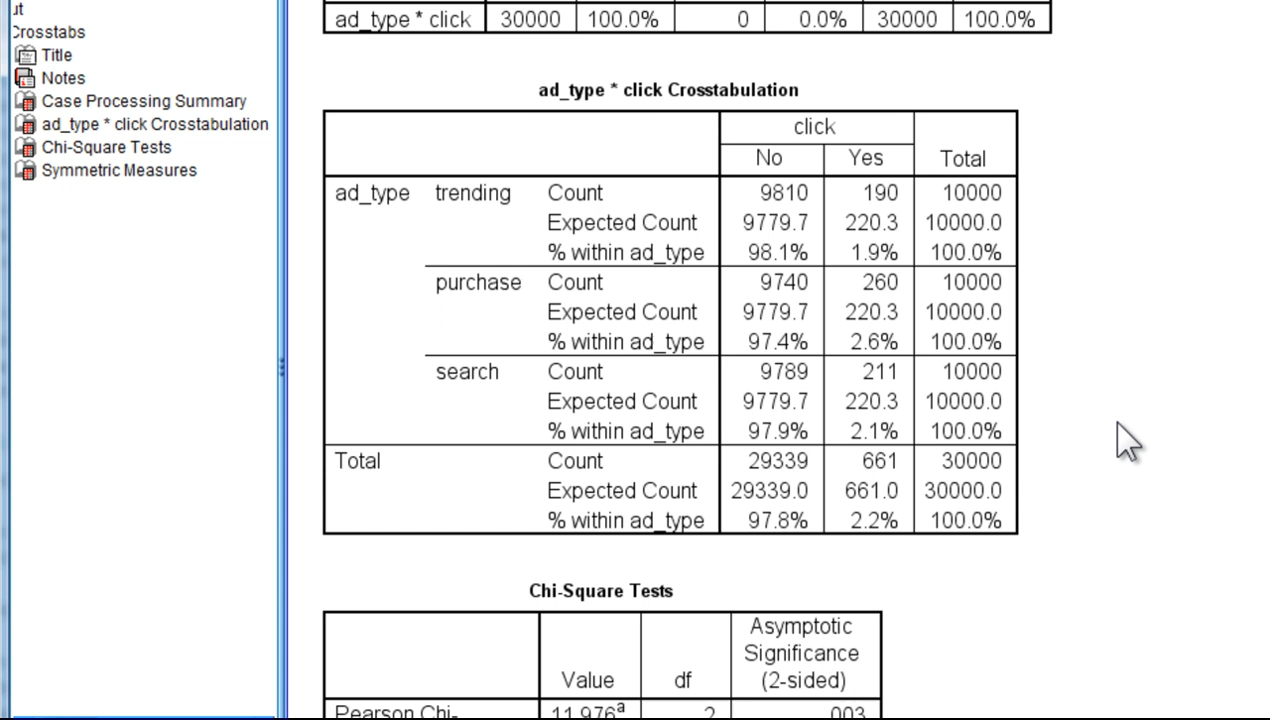 Crosstabs
Title
Notes
Case Processing Summary
ad_type * click Crosstabulation
Chi-Square Tests
Symmetric Measures
ad_type * click 30000 100.0% 0 0.0% 30000 100.0%
ad_type * click Crosstabulation
click
No Yes Total
ad_type trending Count 9810 190 10000
Expected Count 9779.7 220.3 10000.0
% within ad_type 98.1% 1.9% 100.0%
purchase Count 9740 260 10000
Expected Count 9779.7 220.3 10000.0
% within ad_type 97.4% 2.6% 100.0%
search Count 9789 211 10000
Expected Count 9779.7 220.3 10000.0
% within ad_type 97.9% 2.1% 100.0%
Total Count 29339 661 30000
Expected Count 29339.0 661.0 30000.0
% within ad_type 97.8% 2.2% 100.0%
Chi-Square Tests
Asymptotic
Significance
Value df (2-sided)
Pearson Chi- 11.976a 2 .003